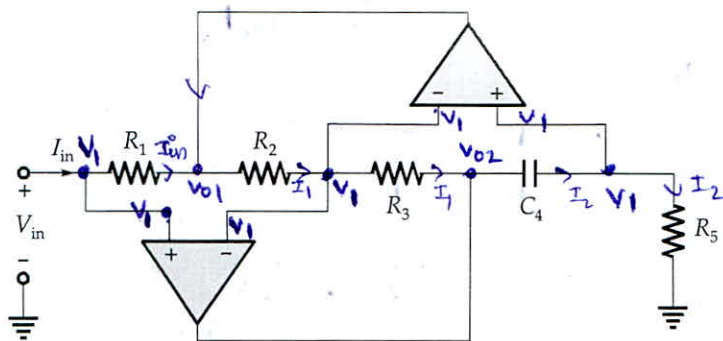 − +
V₁ V₁
I_in V₁ R₁ I_in V₀₁ R₂ I₁ V₁ R₃ I₁ V₀₂ C₄ I₂ V₁ I₂
+
V_in
−
V₁ V₁
+ −
R₅